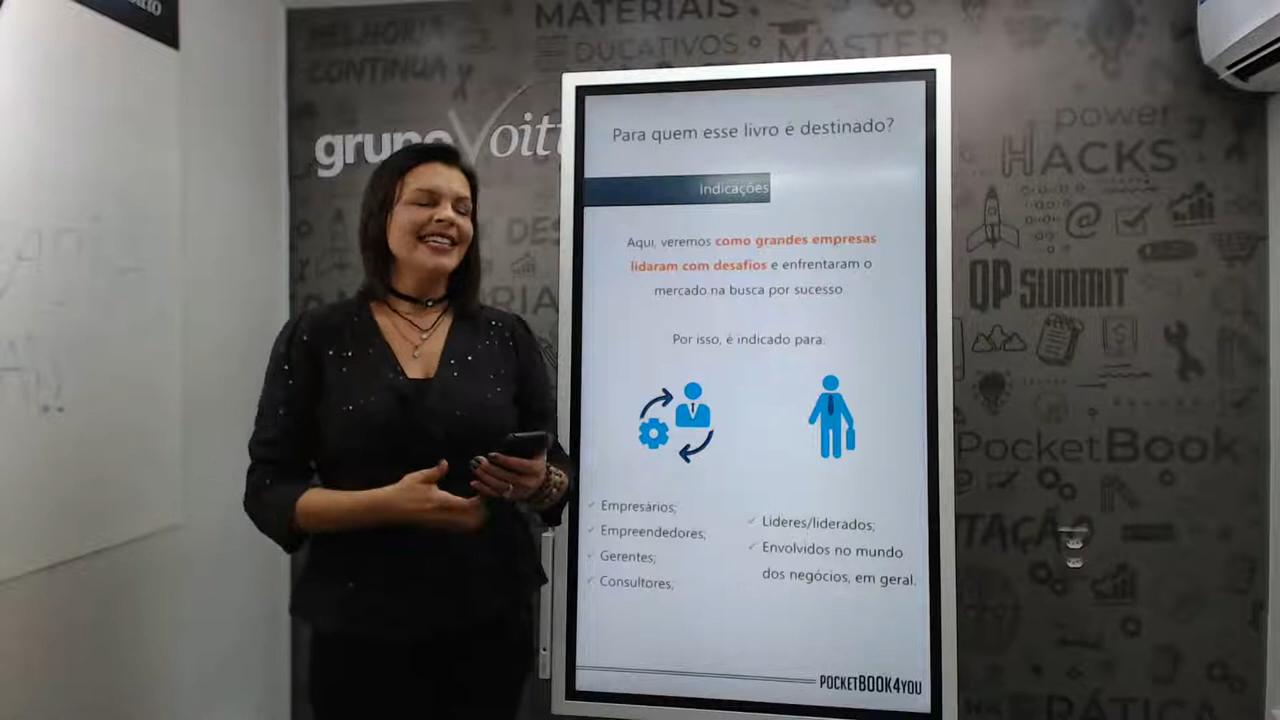 MATERIAIS
MELHORIA
CONTINUA
MASTER
grupo Voitt
power
HACKS
QP SUMMIT
PocketBook
Para quem esse livro é destinado?
Indicações
Aqui, veremos como grandes empresas
lidaram com desafios e enfrentaram o
mercado na busca por sucesso
Por isso, é indicado para:
Empresários;
Empreendedores;
Gerentes;
Consultores;
Lideres/liderados;
Envolvidos no mundo
dos negócios, em geral.
POCKETBOOK4YOU